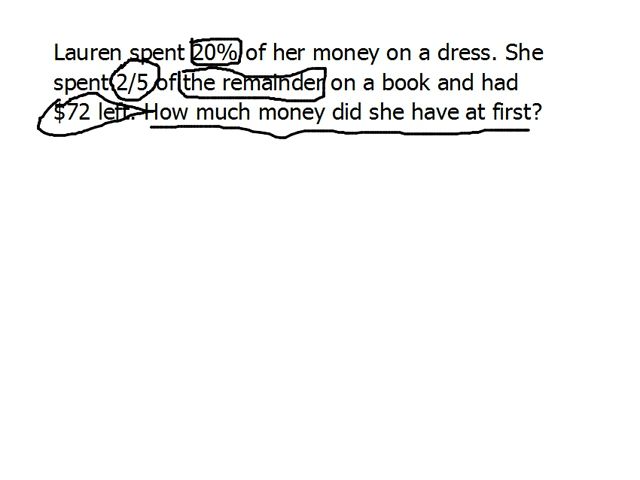 Lauren spent 20% of her money on a dress. She
spent 2/5 of the remainder on a book and had
$72 left. How much money did she have at first?